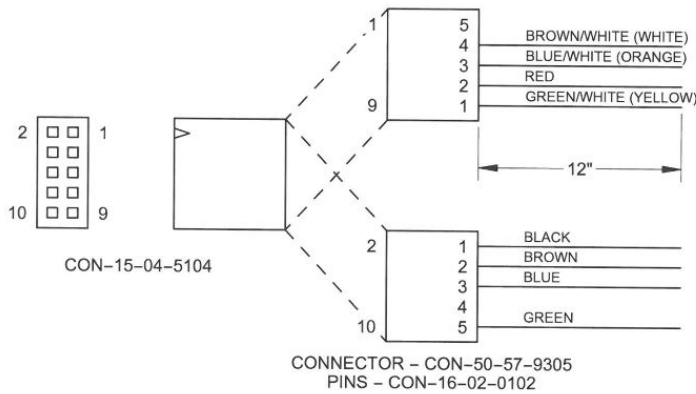 1 5
4 BROWN/WHITE (WHITE)
3 BLUE/WHITE (ORANGE)
2 RED
9 1 GREEN/WHITE (YELLOW)
12"
2 1
10 9
CON-15-04-5104
2 1 BLACK
2 BROWN
3 BLUE
4
10 5 GREEN
CONNECTOR - CON-50-57-9305
PINS - CON-16-02-0102